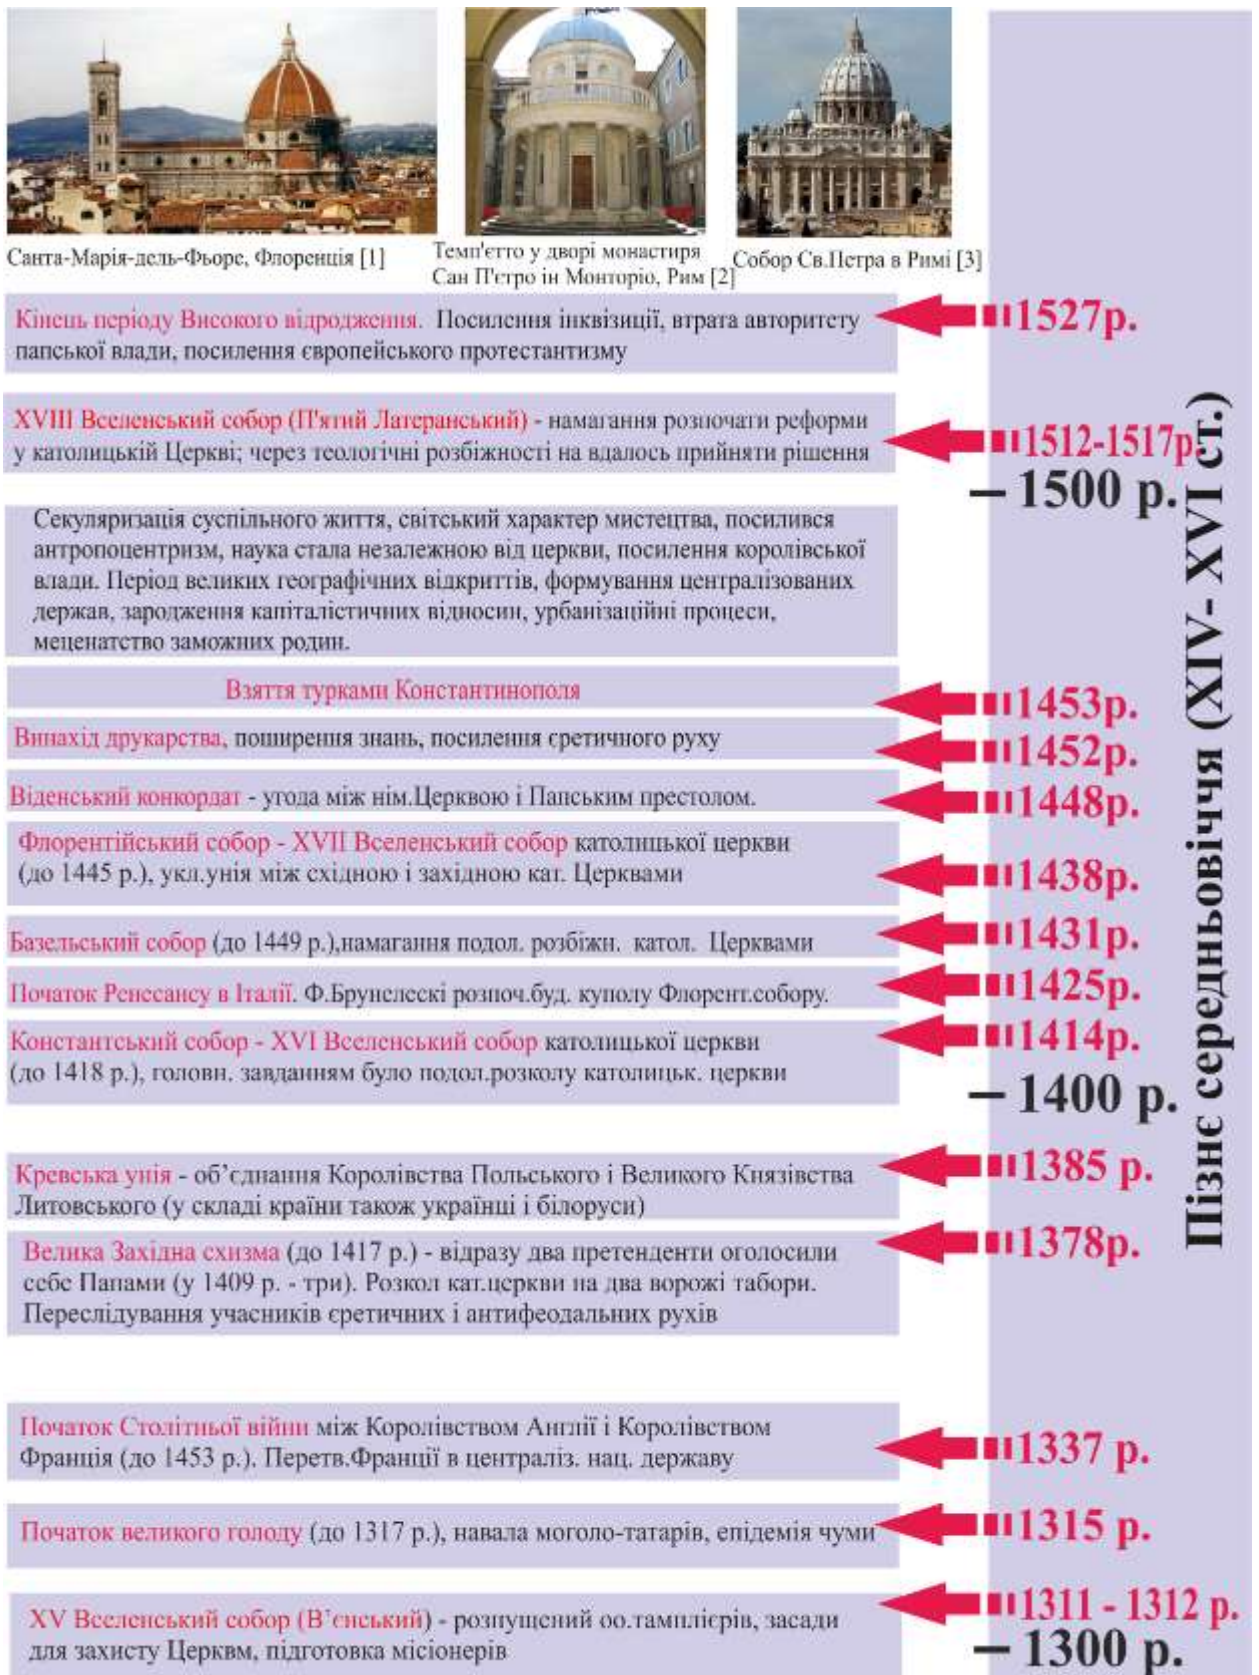 Санта-Марія-дель-Фьоре, Флоренція [1]
Темп'єтто у дворі монастиря
Сан П'єтро ін Монторіо, Рим [2]
Собор Св.Петра в Римі [3]
Кінець періоду Високого відродження. Посилення інквізиції, втрата авторитету
папської влади, посилення європейського протестантизму
1527р.
XVIII Вселенський собор (П'ятий Латеранський) - намагання розпочати реформи
у католицькій Церкві; через теологічні розбіжності на вдалось прийняти рішення
1512-1517р.
– 1500 р.
Секуляризація суспільного життя, світський характер мистецтва, посилився
антропоцентризм, наука стала незалежною від церкви, посилення королівської
влади. Період великих географічних відкриттів, формування централізованих
держав, зародження капіталістичних відносин, урбанізаційні процеси,
меценатство заможних родин.
Взяття турками Константинополя
1453р.
Винахід друкарства, поширення знань, посилення єретичного руху
1452р.
Віденський конкордат - угода між нім.Церквою і Папським престолом.
1448р.
Флорентійський собор - XVII Вселенський собор католицької церкви
(до 1445 р.), укл.унія між східною і західною кат. Церквами
1438р.
Базельський собор (до 1449 р.),намагання подол. розбіжн. катол. Церквами
1431р.
Початок Ренесансу в Італії. Ф.Брунелескі розпоч.буд. куполу Флорент.собору.
1425р.
Константський собор - XVI Вселенський собор католицької церкви
(до 1418 р.), головн. завданням було подол.розколу католицьк. церкви
1414р.
– 1400 р.
Кревська унія - об’єднання Королівства Польського і Великого Князівства
Литовського (у складі країни також українці і білоруси)
1385 р.
Велика Західна схизма (до 1417 р.) - відразу два претенденти оголосили
себе Папами (у 1409 р. - три). Розкол кат.церкви на два ворожі табори.
Переслідування учасників єретичних і антифеодальних рухів
1378р.
Початок Столітньої війни між Королівством Англії і Королівством
Франція (до 1453 р.). Перетв.Франції в централіз. нац. державу
1337 р.
Початок великого голоду (до 1317 р.), навала моголо-татарів, епідемія чуми
1315 р.
XV Вселенський собор (В’єнський) - розпущений оо.тамплієрів, засади
для захисту Церквм, підготовка місіонерів
1311 - 1312 р.
– 1300 р.
Пізнє середньовіччя (XIV- XVI ст.)